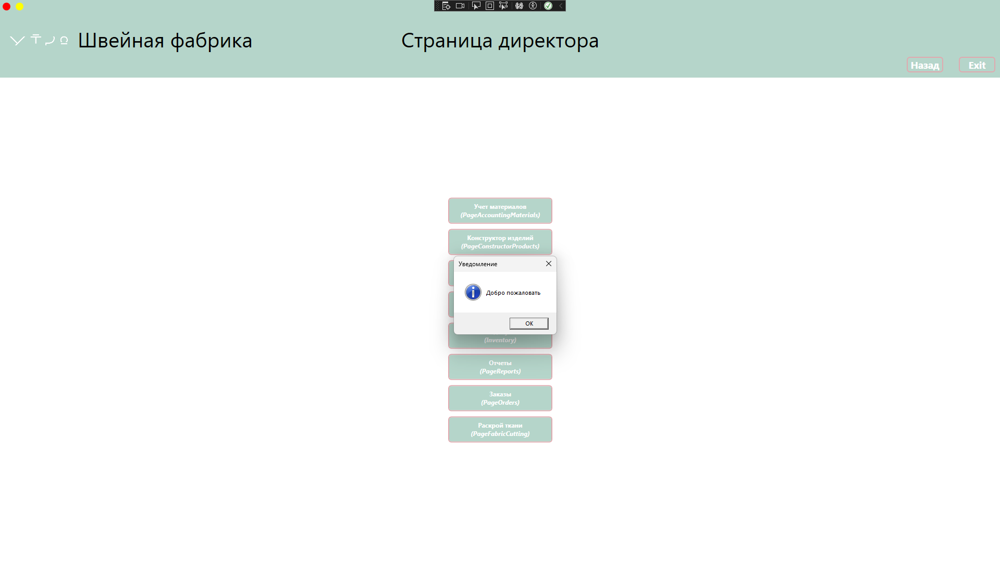 Швейная фабрика
Страница директора
Назад
Exit
Учет материалов
(PageAccountingMaterials)
Конструктор изделий
(PageConstructorProducts)
Уведомление
Добро пожаловать
OK
(Inventory)
Отчеты
(PageReports)
Заказы
(PageOrders)
Раскрой ткани
(PageFabricCutting)